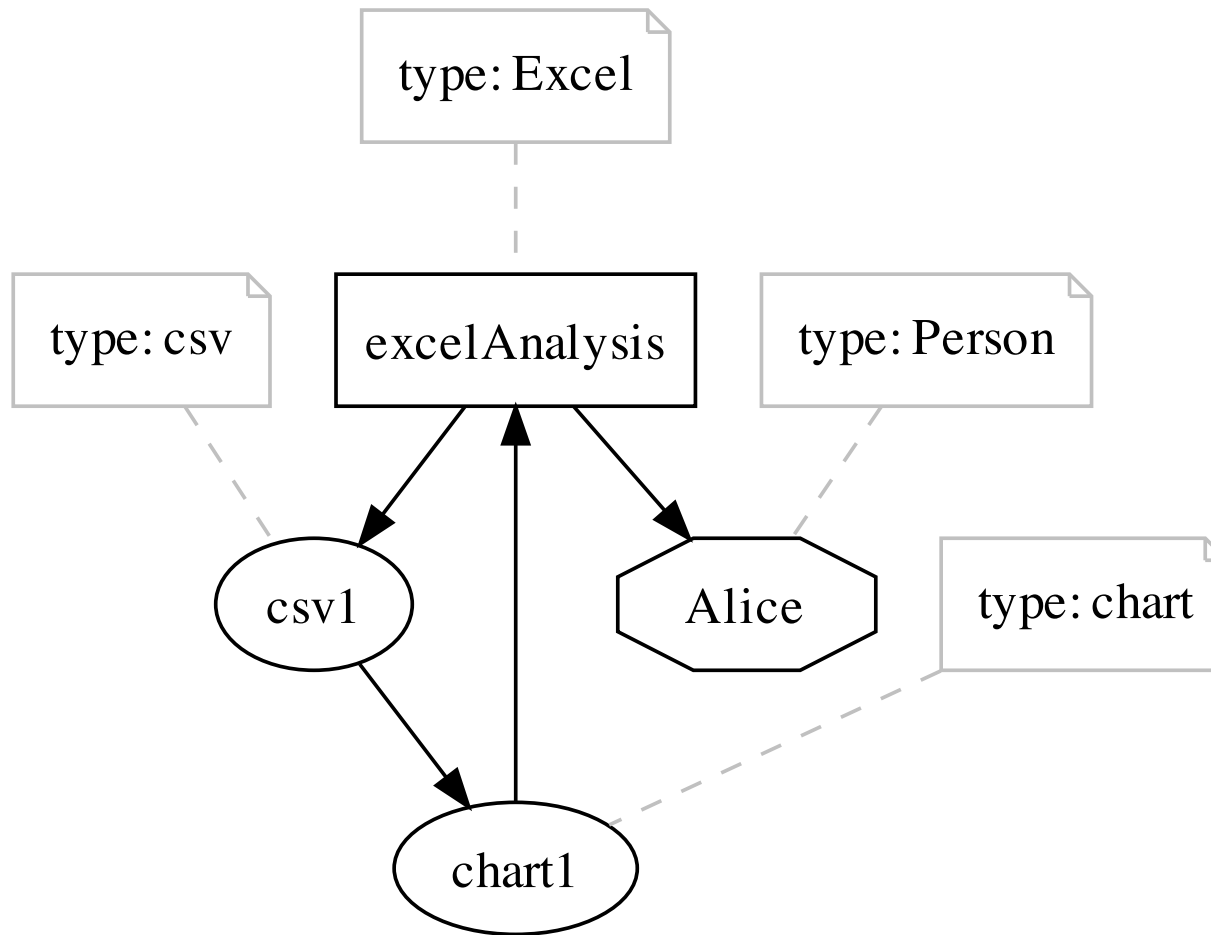 type: Excel
type: csv
excelAnalysis
type: Person
csv1
Alice
type: chart
chart1